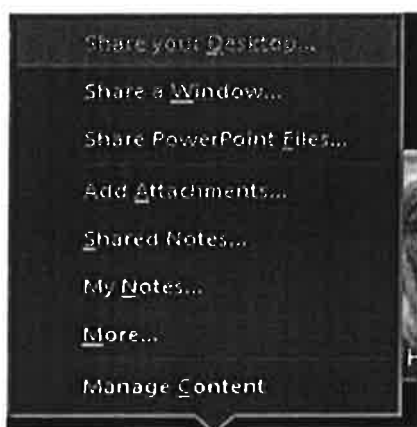 Share your Desktop...
Share a Window...
Share PowerPoint Files...
Add Attachments...
Shared Notes...
My Notes...
More...
Manage Content
H